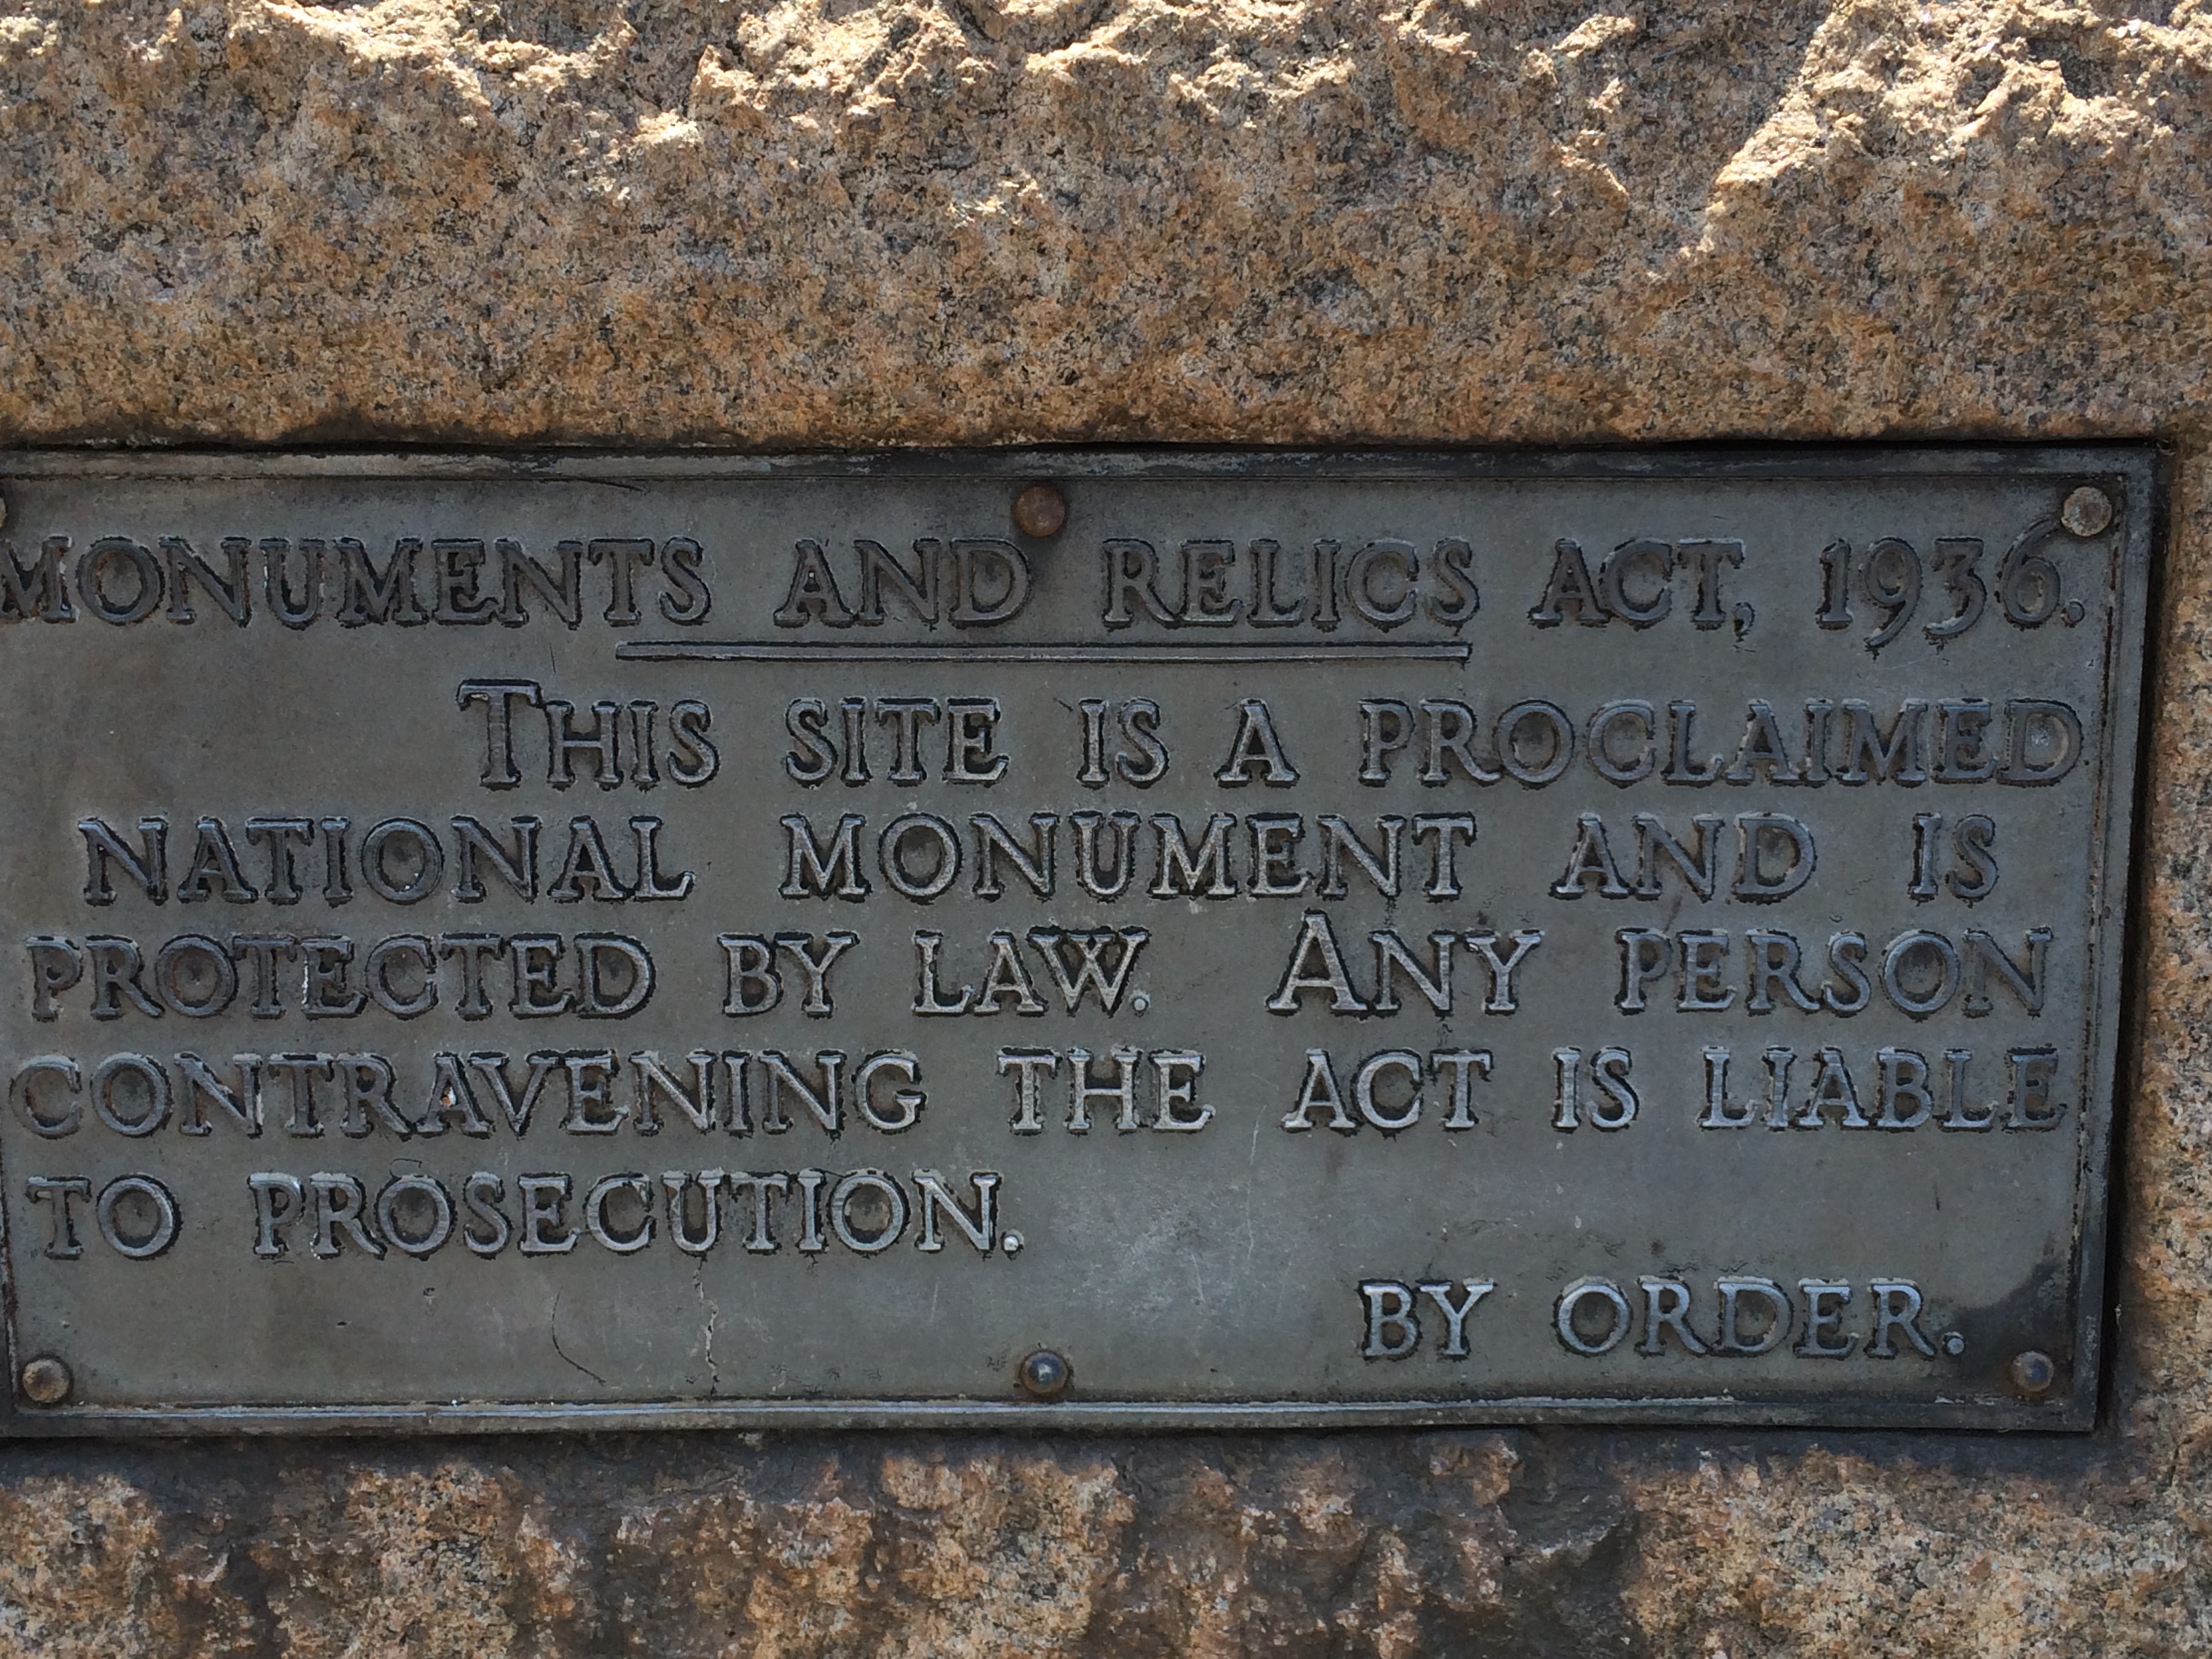 MONUMENTS AND RELICS ACT, 1936.
THIS SITE IS A PROCLAIMED
NATIONAL MONUMENT AND IS
PROTECTED BY LAW. ANY PERSON
CONTRAVENING THE ACT IS LIABLE
TO PROSECUTION.
BY ORDER.